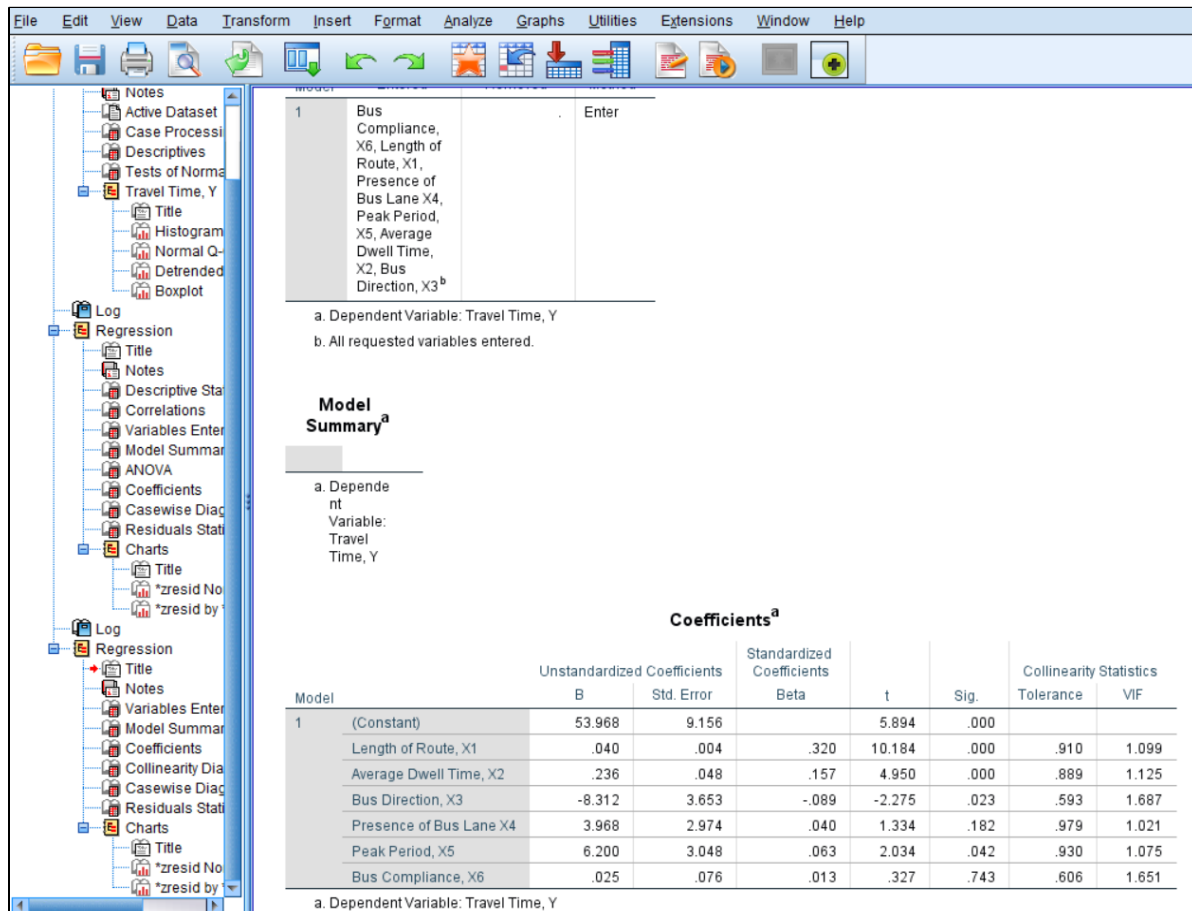 File Edit View Data Transform Insert Format Analyze Graphs Utilities Extensions Window Help
Notes
Active Dataset
Case Processi
Descriptives
Tests of Norma
Travel Time, Y
Title
Histogram
Normal Q-
Detrended
Boxplot
Log
Regression
Title
Notes
Descriptive Sta
Correlations
Variables Enter
Model Summar
ANOVA
Coefficients
Casewise Diag
Residuals Stati
Charts
Title
*zresid No
*zresid by *
Log
Regression
Title
Notes
Variables Enter
Model Summar
Coefficients
Collinearity Dia
Casewise Diag
Residuals Stati
Charts
Title
*zresid No
*zresid by *
Model Entered Removed Method
1 Bus . Enter
Compliance,
X6, Length of
Route, X1,
Presence of
Bus Lane X4,
Peak Period,
X5, Average
Dwell Time,
X2, Bus
Direction, X3b
a. Dependent Variable: Travel Time, Y
b. All requested variables entered.
Model
Summarya
a. Depende
nt
Variable:
Travel
Time, Y
Coefficientsa
Standardized
Unstandardized Coefficients Coefficients Collinearity Statistics
Model B Std. Error Beta t Sig. Tolerance VIF
1 (Constant) 53.968 9.156 5.894 .000
Length of Route, X1 .040 .004 .320 10.184 .000 .910 1.099
Average Dwell Time, X2 .236 .048 .157 4.950 .000 .889 1.125
Bus Direction, X3 -8.312 3.653 -.089 -2.275 .023 .593 1.687
Presence of Bus Lane X4 3.968 2.974 .040 1.334 .182 .979 1.021
Peak Period, X5 6.200 3.048 .063 2.034 .042 .930 1.075
Bus Compliance, X6 .025 .076 .013 .327 .743 .606 1.651
a. Dependent Variable: Travel Time, Y